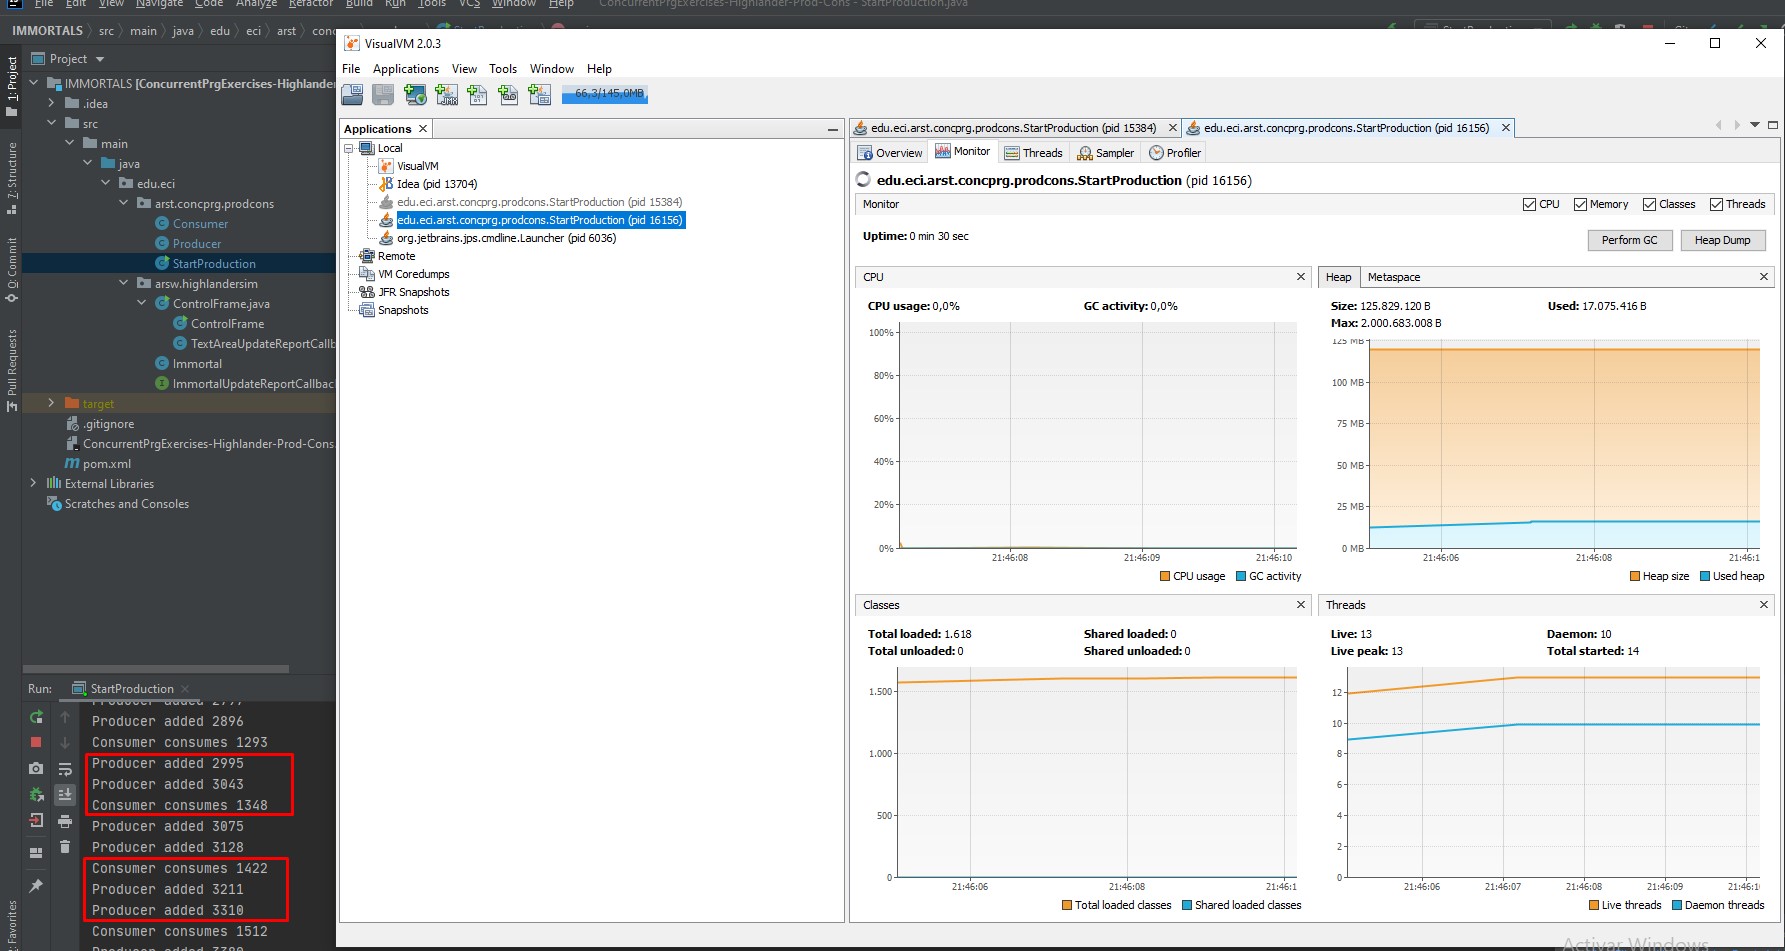 File Edit View Navigate Code Analyze Refactor Build Run Tools VCS Window Help ConcurrentPrgExercises-Highlander-Prod-Cons - StartProduction.java
IMMORTALS src main java edu eci arst
1: Project
7: Structure
0: Commit
Pull Requests
Favorites
Project
IMMORTALS [ConcurrentPrgExercises-Highlander
.idea
src
main
java
edu.eci
arst.concprg.prodcons
Consumer
Producer
StartProduction
arsw.highlandersim
ControlFrame.java
ControlFrame
TextAreaUpdateReportCallb
Immortal
ImmortalUpdateReportCallbac
target
.gitignore
ConcurrentPrgExercises-Highlander-Prod-Cons.
pom.xml
External Libraries
Scratches and Consoles
Run: StartProduction
Producer added 2896
Consumer consumes 1293
Producer added 2995
Producer added 3043
Consumer consumes 1348
Producer added 3075
Producer added 3128
Consumer consumes 1422
Producer added 3211
Producer added 3310
Consumer consumes 1512
VisualVM 2.0.3
File Applications View Tools Window Help
66,3/145,0MB
Applications
Local
VisualVM
Idea (pid 13704)
edu.eci.arst.concprg.prodcons.StartProduction (pid 15384)
edu.eci.arst.concprg.prodcons.StartProduction (pid 16156)
org.jetbrains.jps.cmdline.Launcher (pid 6036)
Remote
VM Coredumps
JFR Snapshots
Snapshots
edu.eci.arst.concprg.prodcons.StartProduction (pid 15384) edu.eci.arst.concprg.prodcons.StartProduction (pid 16156)
Overview Monitor Threads Sampler Profiler
edu.eci.arst.concprg.prodcons.StartProduction (pid 16156)
Monitor CPU Memory Classes Threads
Uptime: 0 min 30 sec
Perform GC Heap Dump
CPU
CPU usage: 0,0% GC activity: 0,0%
100%
80%
60%
40%
20%
0%
21:46:08 21:46:09 21:46:10
CPU usage GC activity
Heap Metaspace
Size: 125.829.120 B Used: 17.075.416 B
Max: 2.000.683.008 B
125 MB
100 MB
75 MB
50 MB
25 MB
0 MB
21:46:06 21:46:08 21:46:1
Heap size Used heap
Classes
Total loaded: 1.618 Shared loaded: 0
Total unloaded: 0 Shared unloaded: 0
1.500
1.000
500
0
21:46:06 21:46:08 21:46:1
Total loaded classes Shared loaded classes
Threads
Live: 13 Daemon: 10
Live peak: 13 Total started: 14
12
10
8
6
4
2
0
21:46:06 21:46:07 21:46:08 21:46:09 21:46:1
Live threads Daemon threads
Activar Windows